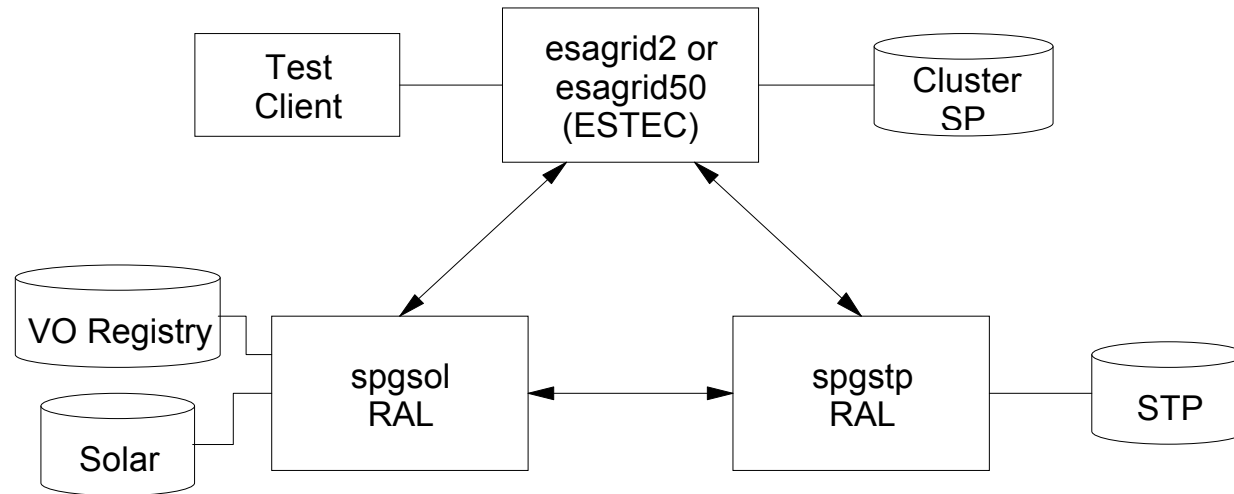 Test
Client
esagrid2 or
esagrid50
(ESTEC)
Cluster
SP
VO Registry
Solar
spgsol
RAL
spgstp
RAL
STP